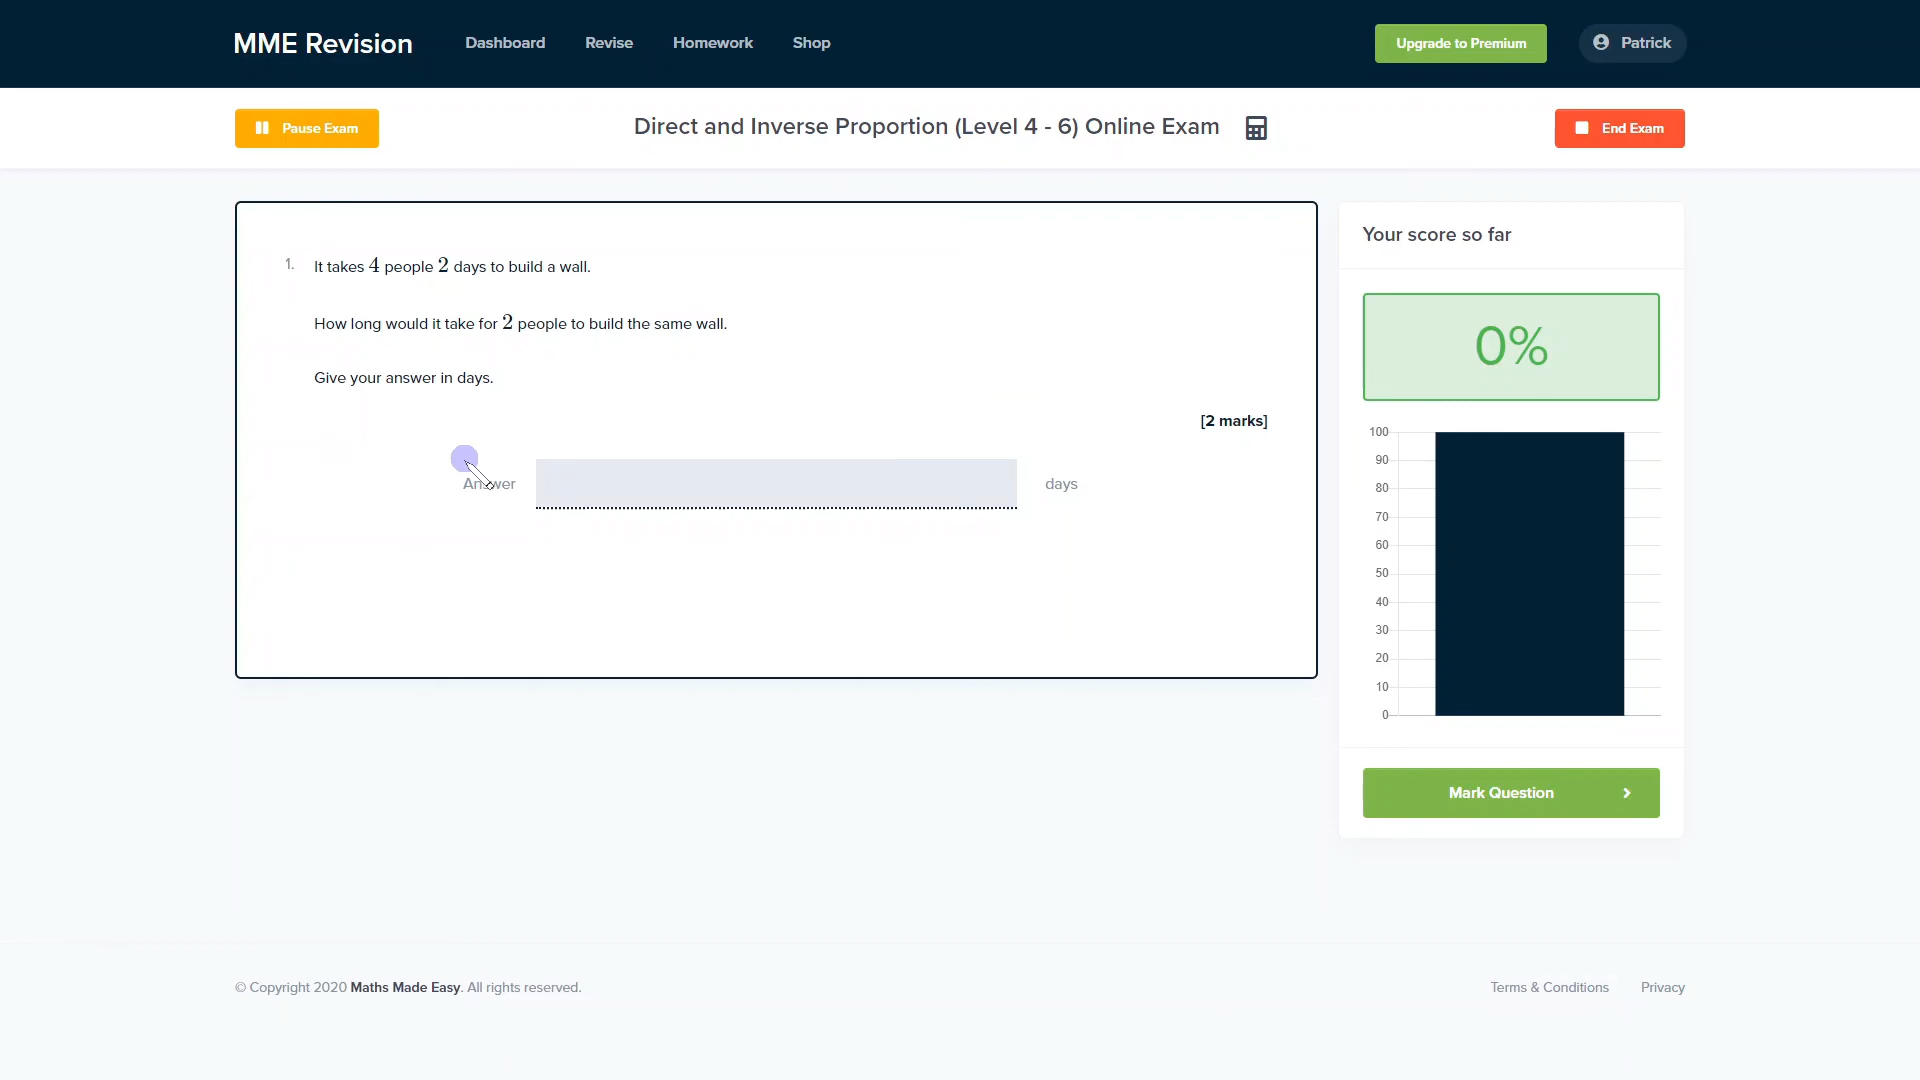 MME Revision
Dashboard
Revise
Homework
Shop
Upgrade to Premium
Patrick
Pause Exam
Direct and Inverse Proportion (Level 4 - 6) Online Exam
End Exam
1. It takes 4 people 2 days to build a wall.
How long would it take for 2 people to build the same wall.
Give your answer in days.
[2 marks]
Answer
days
Your score so far
0%
100
90
80
70
60
50
40
30
20
10
0
Mark Question
© Copyright 2020 Maths Made Easy. All rights reserved.
Terms & Conditions
Privacy